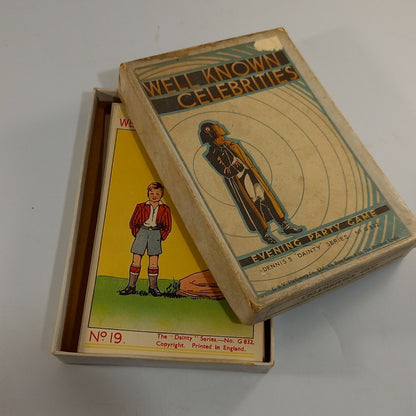 WELL KNOWN
CELEBRITIES
EVENING PARTY GAME
DENNIS'S "DAINTY" SERIES
WE
No 19.
The "Dainty" Series.—No. G 832.
Copyright. Printed in England.